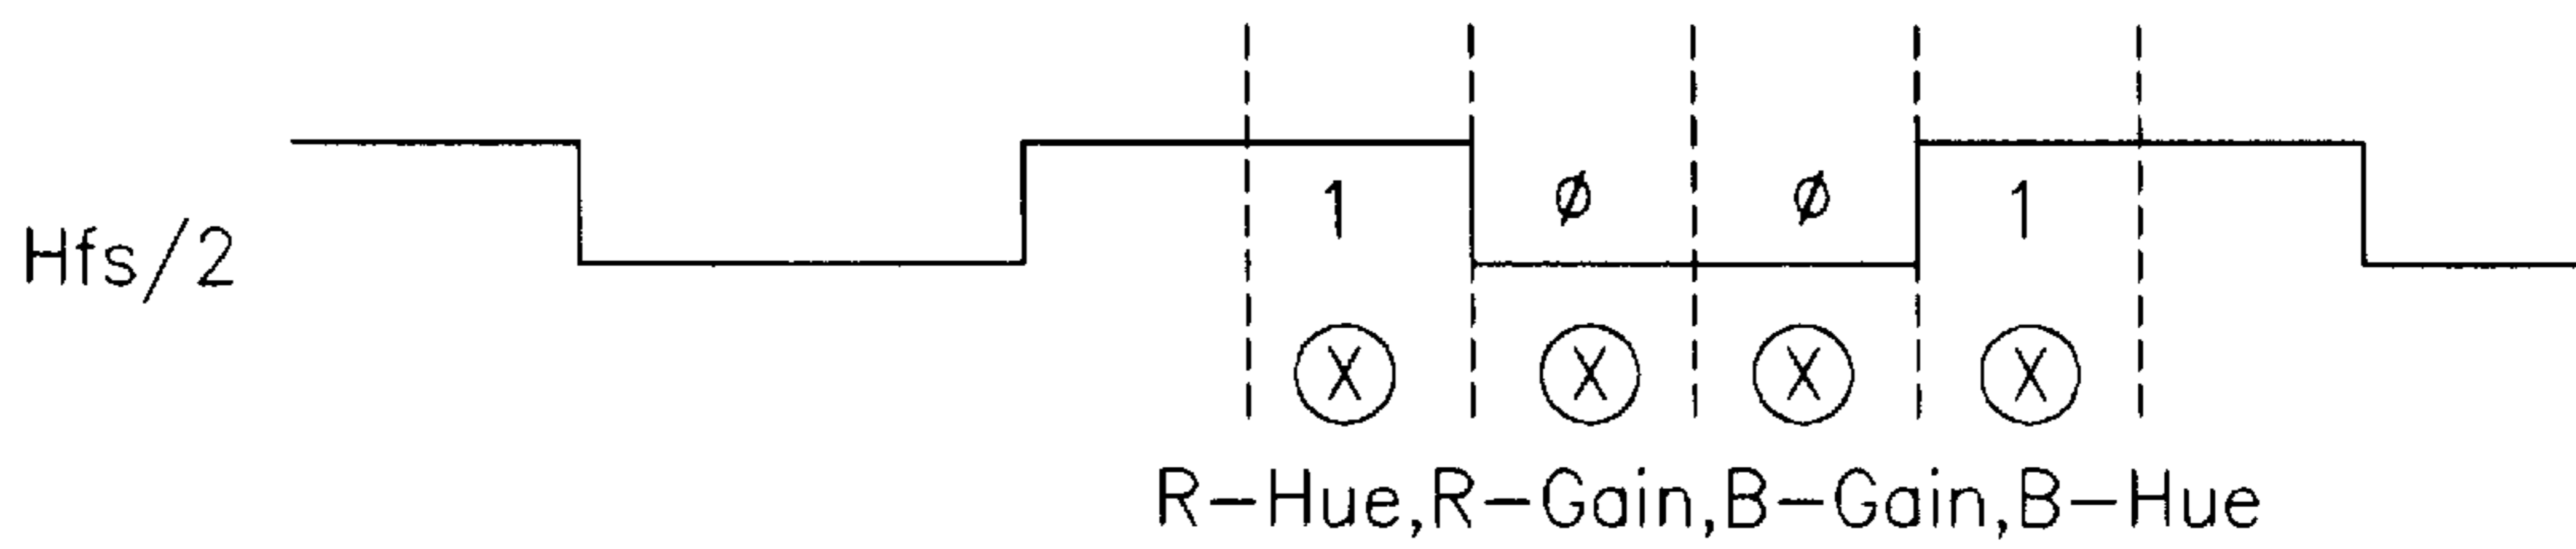 1 ø ø 1
Hfs/2
X X X X
R-Hue,R-Gain,B-Gain,B-Hue